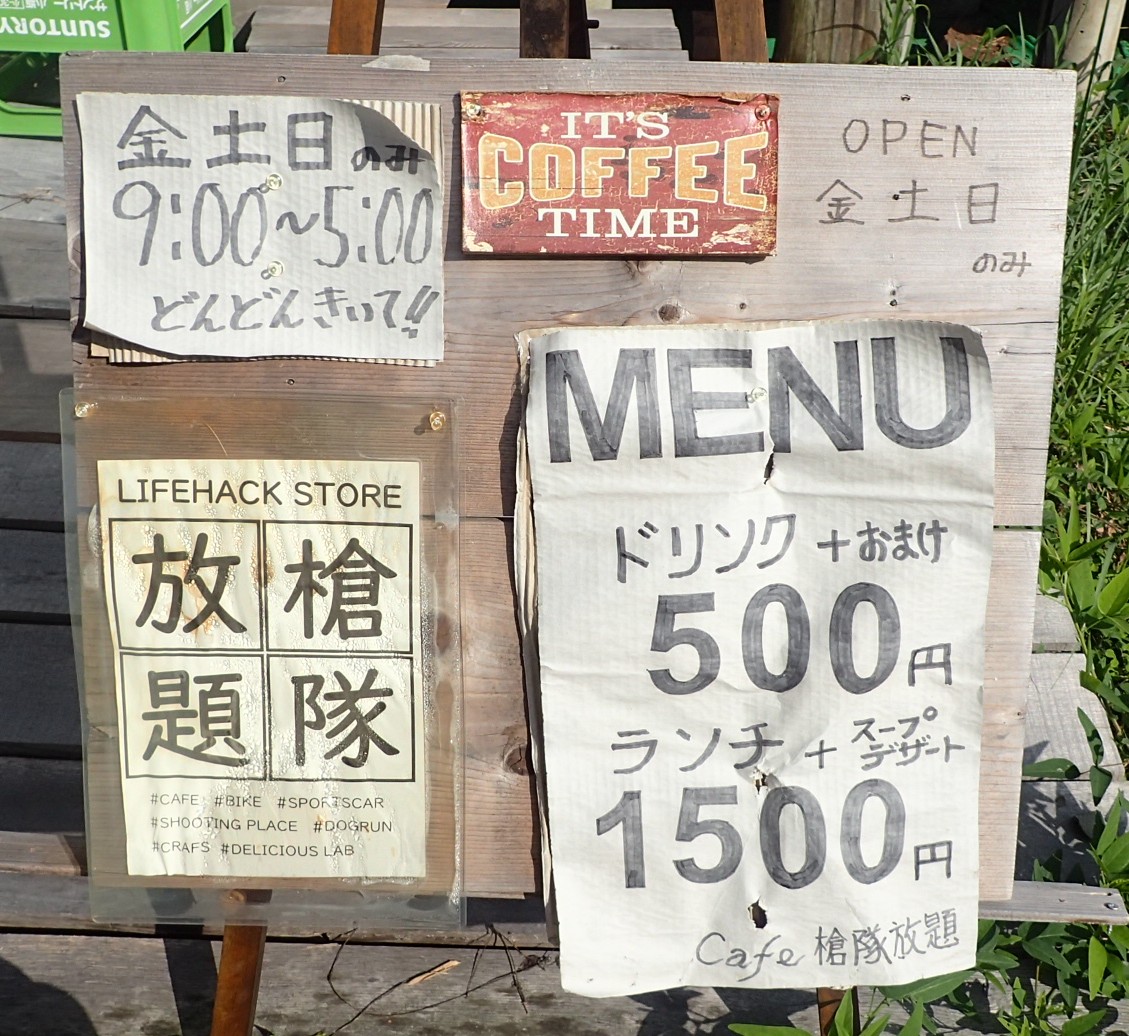 SUNTORY
金土日のみ
9:00~5:00
どんどんきいて!!
IT'S
COFFEE
TIME
OPEN
金土日
のみ
LIFEHACK STORE
放槍
題隊
#CAFE #BIKE #SPORTSCAR
#SHOOTING PLACE #DOGRUN
#CRAFS #DELICIOUS LAB
MENU
ドリンク+おまけ
500円
ランチ+スープ
デザート
1500円
Cafe 槍隊放題